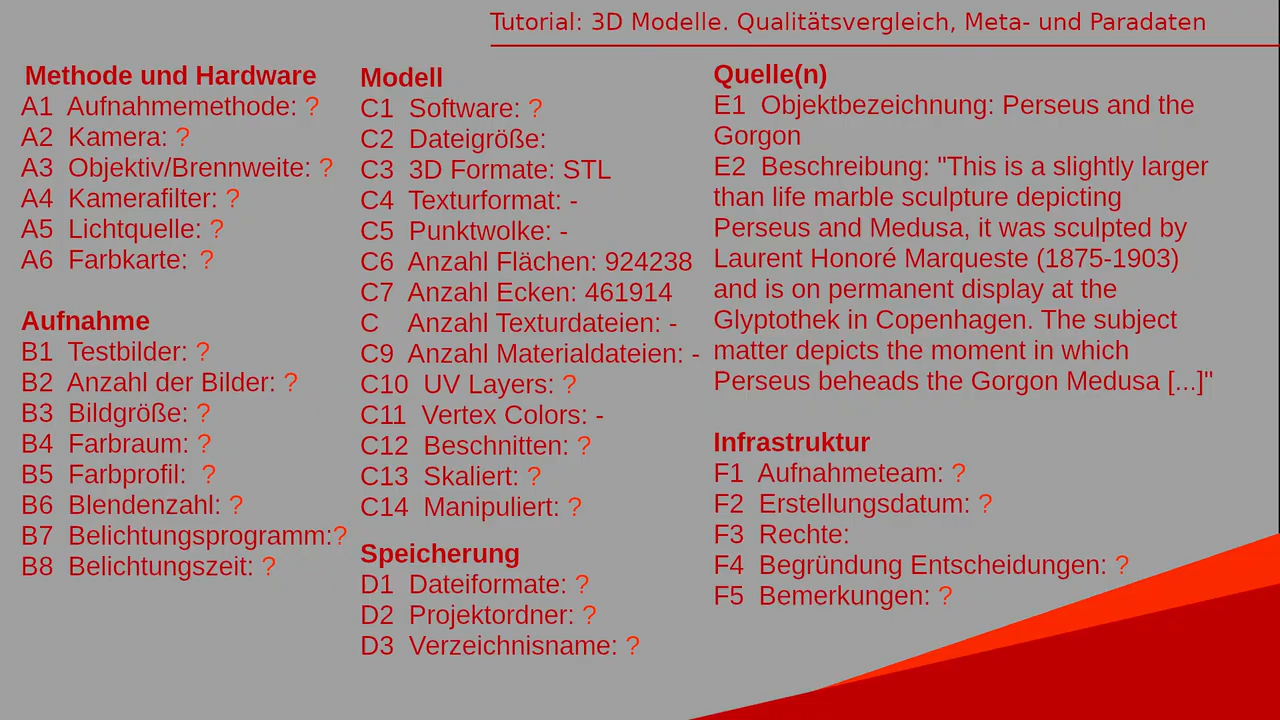 Tutorial: 3D Modelle. Qualitätsvergleich, Meta- und Paradaten
Methode und Hardware
A1 Aufnahmemethode: ?
A2 Kamera: ?
A3 Objektiv/Brennweite: ?
A4 Kamerafilter: ?
A5 Lichtquelle: ?
A6 Farbkarte: ?
Aufnahme
B1 Testbilder: ?
B2 Anzahl der Bilder: ?
B3 Bildgröße: ?
B4 Farbraum: ?
B5 Farbprofil: ?
B6 Blendenzahl: ?
B7 Belichtungsprogramm:?
B8 Belichtungszeit: ?
Modell
C1 Software: ?
C2 Dateigröße:
C3 3D Formate: STL
C4 Texturformat: -
C5 Punktwolke: -
C6 Anzahl Flächen: 924238
C7 Anzahl Ecken: 461914
C Anzahl Texturdateien: -
C9 Anzahl Materialdateien: -
C10 UV Layers: ?
C11 Vertex Colors: -
C12 Beschnitten: ?
C13 Skaliert: ?
C14 Manipuliert: ?
Speicherung
D1 Dateiformate: ?
D2 Projektordner: ?
D3 Verzeichnisname: ?
Quelle(n)
E1 Objektbezeichnung: Perseus and the
Gorgon
E2 Beschreibung: "This is a slightly larger
than life marble sculpture depicting
Perseus and Medusa, it was sculpted by
Laurent Honoré Marqueste (1875-1903)
and is on permanent display at the
Glyptothek in Copenhagen. The subject
matter depicts the moment in which
Perseus beheads the Gorgon Medusa [...]"
Infrastruktur
F1 Aufnahmeteam: ?
F2 Erstellungsdatum: ?
F3 Rechte:
F4 Begründung Entscheidungen: ?
F5 Bemerkungen: ?